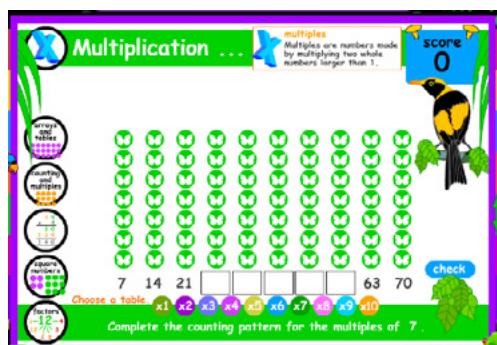 Multiplication ...
multiples
Multiples are numbers made
by multiplying two whole
numbers larger than 1.
score
0
arrays
and
tables
counting
and
multiples
square
numbers
factors
12
7 14 21 63 70
check
Choose a table.
x1 x2 x3 x4 x5 x6 x7 x8 x9 x10
Complete the counting pattern for the multiples of 7.